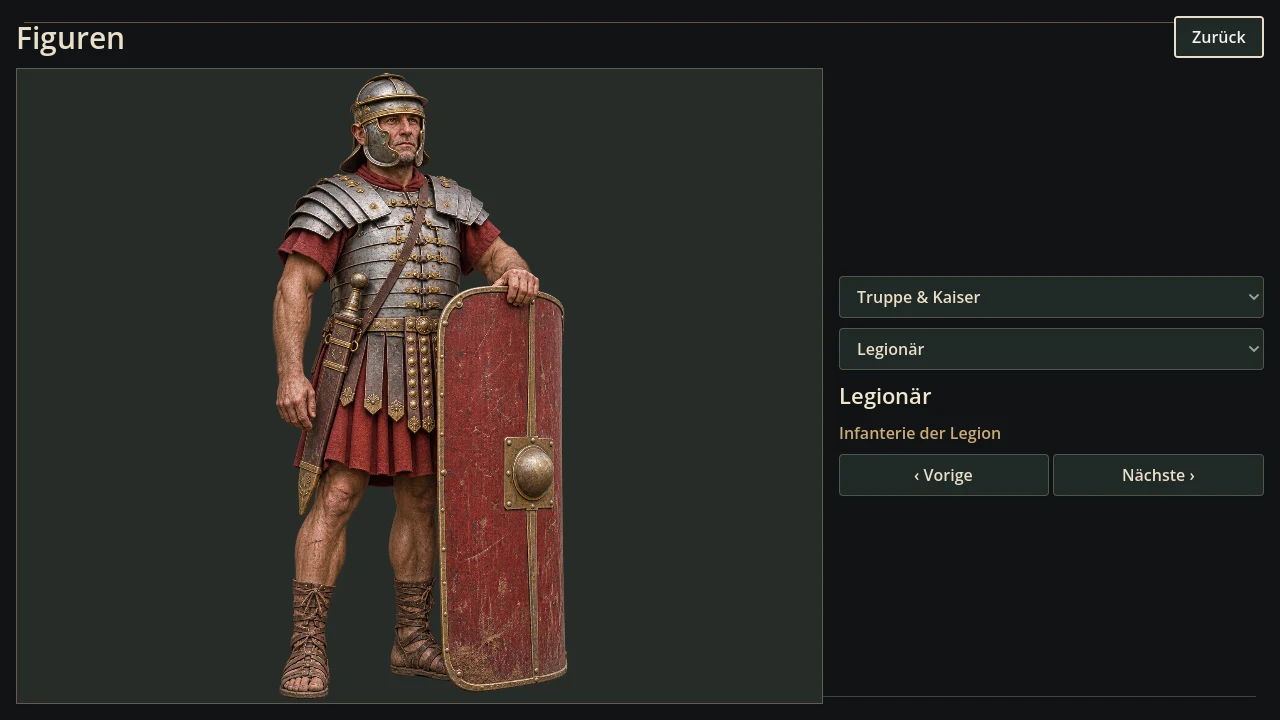 Figuren
Zurück
Truppe & Kaiser
Legionär
Legionär
Infanterie der Legion
‹ Vorige
Nächste ›